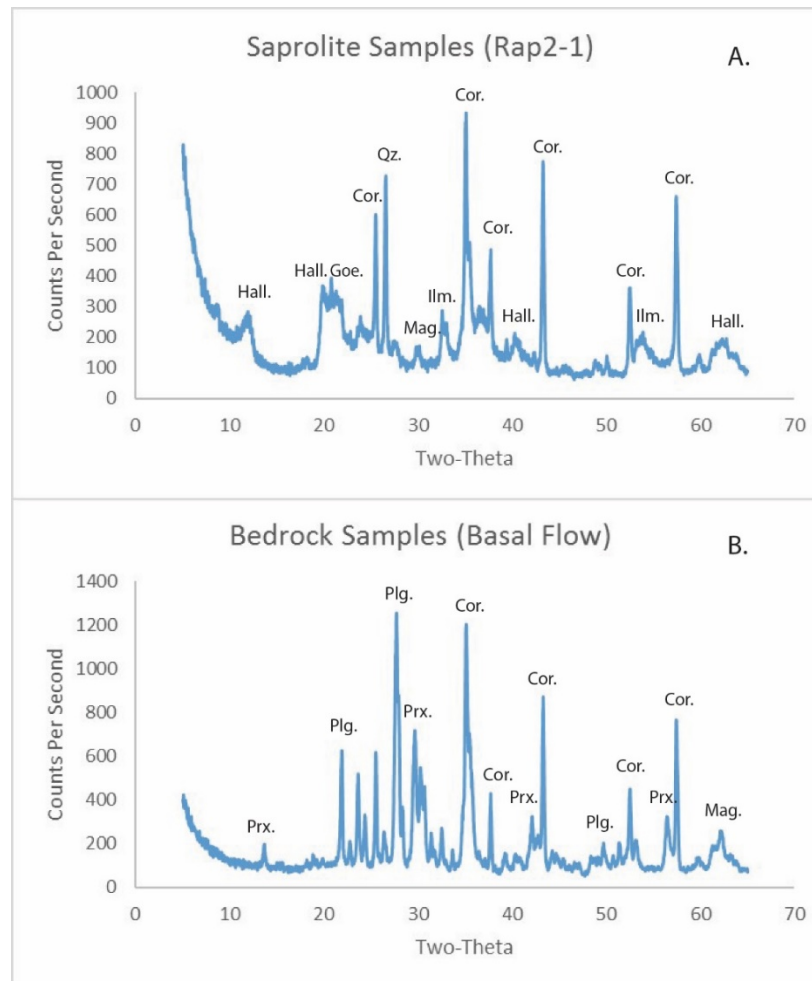 Saprolite Samples (Rap2-1)
A.
Counts Per Second
1000
900
800
700
600
500
400
300
200
100
0
Hall.
Hall.
Goe.
Cor.
Qz.
Mag.
Ilm.
Cor.
Cor.
Hall.
Cor.
Cor.
Ilm.
Cor.
Hall.
0 10 20 30 40 50 60 70
Two-Theta
Bedrock Samples (Basal Flow)
B.
Counts Per Second
1400
1200
1000
800
600
400
200
0
Prx.
Plg.
Plg.
Prx.
Cor.
Cor.
Prx.
Cor.
Plg.
Cor.
Prx.
Cor.
Mag.
0 10 20 30 40 50 60 70
Two-Theta